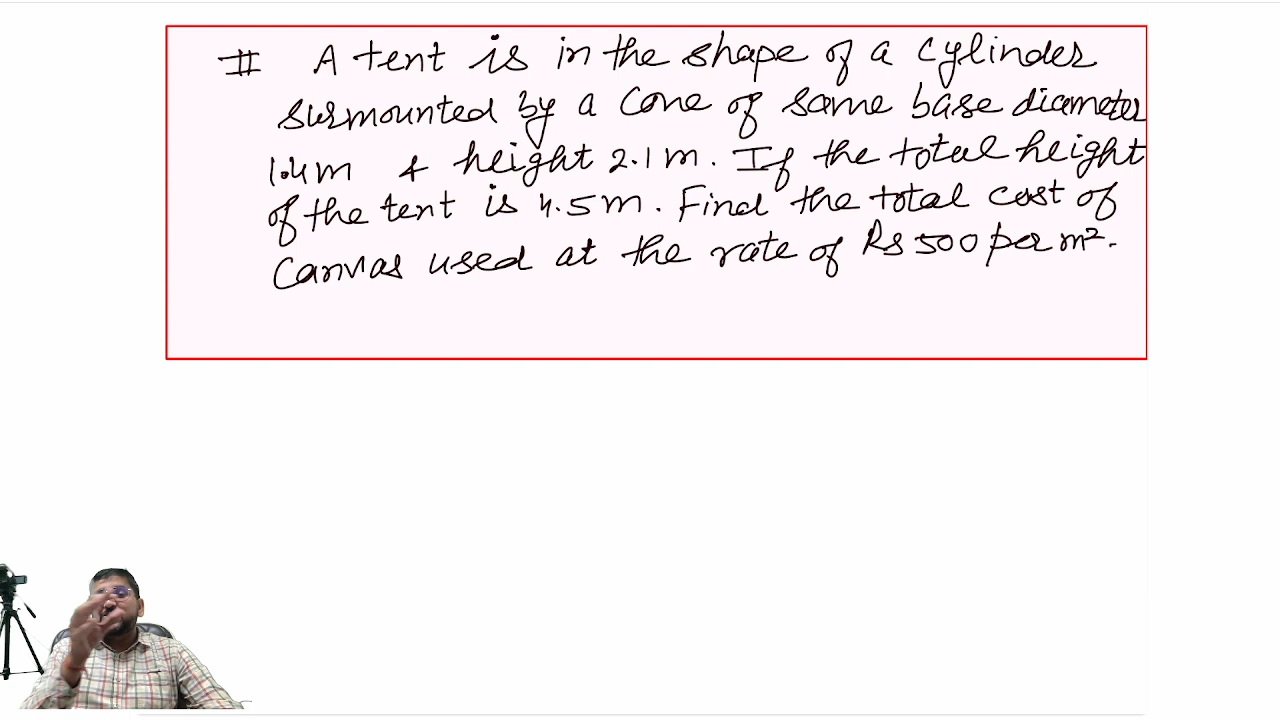 # A tent is in the shape of a cylinder
surmounted by a cone of same base diameter
1.4m & height 2.1m. If the total height
of the tent is 4.5m. Find the total cost of
canvas used at the rate of Rs 500 per m².